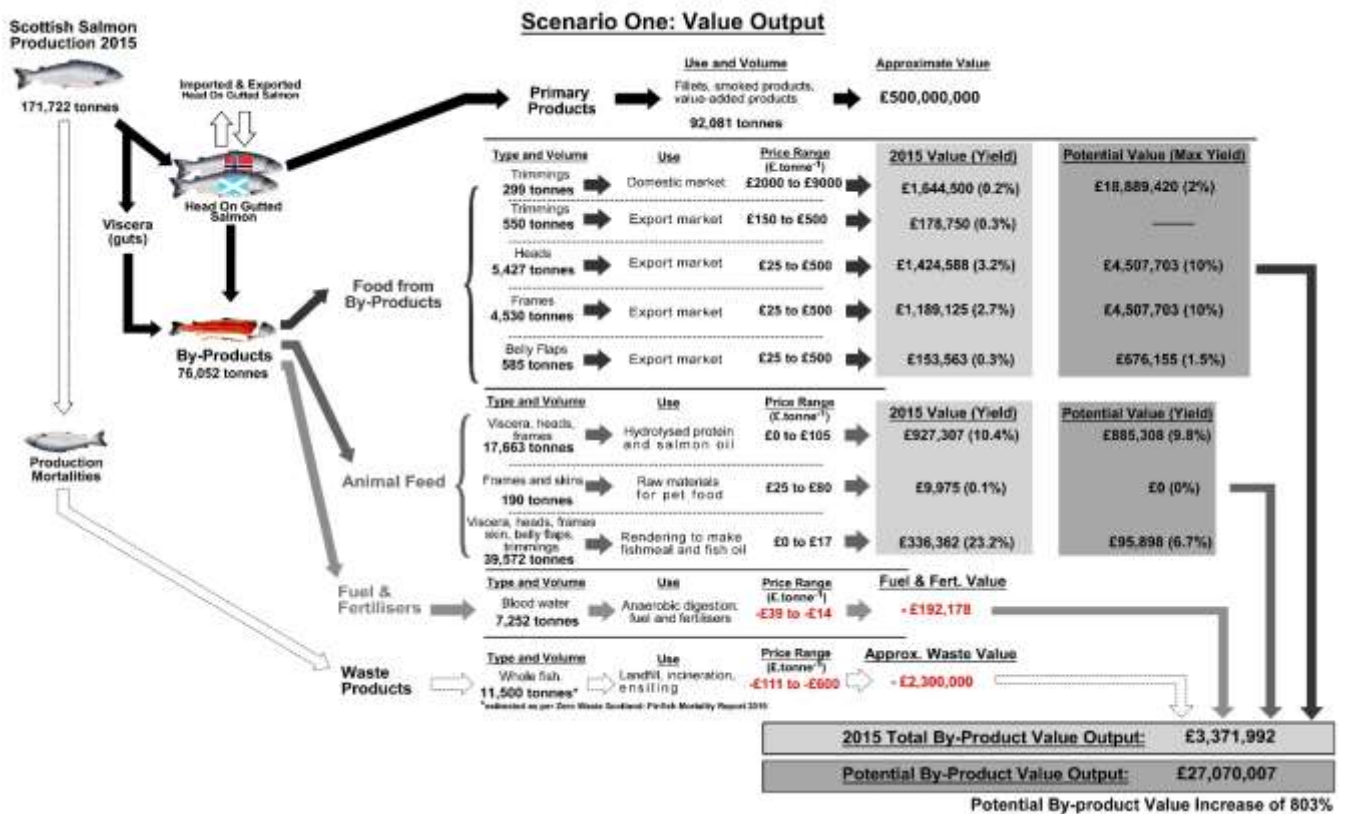 Scenario One: Value Output
Scottish Salmon
Production 2015
171,722 tonnes
Imported & Exported
Head On Gutted Salmon
Head On Gutted
Salmon
Viscera
(guts)
By-Products
76,052 tonnes
Production
Mortalities
Primary
Products
Use and Volume
Fillets, smoked products,
value-added products
92,081 tonnes
Approximate Value
£500,000,000
Food from
By-Products
Type and Volume
Use
Price Range
(£.tonne⁻¹)
2015 Value (Yield)
Potential Value (Max Yield)
Trimmings
299 tonnes
Domestic market
£2000 to £9000
£1,644,500 (0.2%)
£18,889,420 (2%)
Trimmings
550 tonnes
Export market
£150 to £500
£178,750 (0.3%)
Heads
5,427 tonnes
Export market
£25 to £500
£1,424,588 (3.2%)
£4,507,703 (10%)
Frames
4,530 tonnes
Export market
£25 to £500
£1,189,125 (2.7%)
£4,507,703 (10%)
Belly Flaps
585 tonnes
Export market
£25 to £500
£153,563 (0.3%)
£676,155 (1.5%)
Animal Feed
Type and Volume
Use
Price Range
(£.tonne⁻¹)
2015 Value (Yield)
Potential Value (Yield)
Viscera, heads,
frames
17,663 tonnes
Hydrolysed protein
and salmon oil
£0 to £105
£927,307 (10.4%)
£885,308 (9.8%)
Frames and skins
190 tonnes
Raw materials
for pet food
£25 to £80
£9,975 (0.1%)
£0 (0%)
Viscera, heads, frames
skin, belly flaps,
trimmings
39,572 tonnes
Rendering to make
fishmeal and fish oil
£0 to £17
£336,362 (23.2%)
£95,898 (6.7%)
Fuel &
Fertilisers
Type and Volume
Use
Price Range
(£.tonne⁻¹)
Fuel & Fert. Value
Blood water
7,252 tonnes
Anaerobic digestion:
fuel and fertilisers
-£39 to -£14
- £192,178
Waste
Products
Type and Volume
Use
Price Range
(£.tonne⁻¹)
Approx. Waste Value
Whole fish
11,500 tonnes*
Landfill, incineration,
ensiling
-£111 to -£600
- £2,300,000
*estimated as per Zero Waste Scotland: Finfish Mortality Report 2016
2015 Total By-Product Value Output: £3,371,992
Potential By-Product Value Output: £27,070,007
Potential By-product Value Increase of 803%